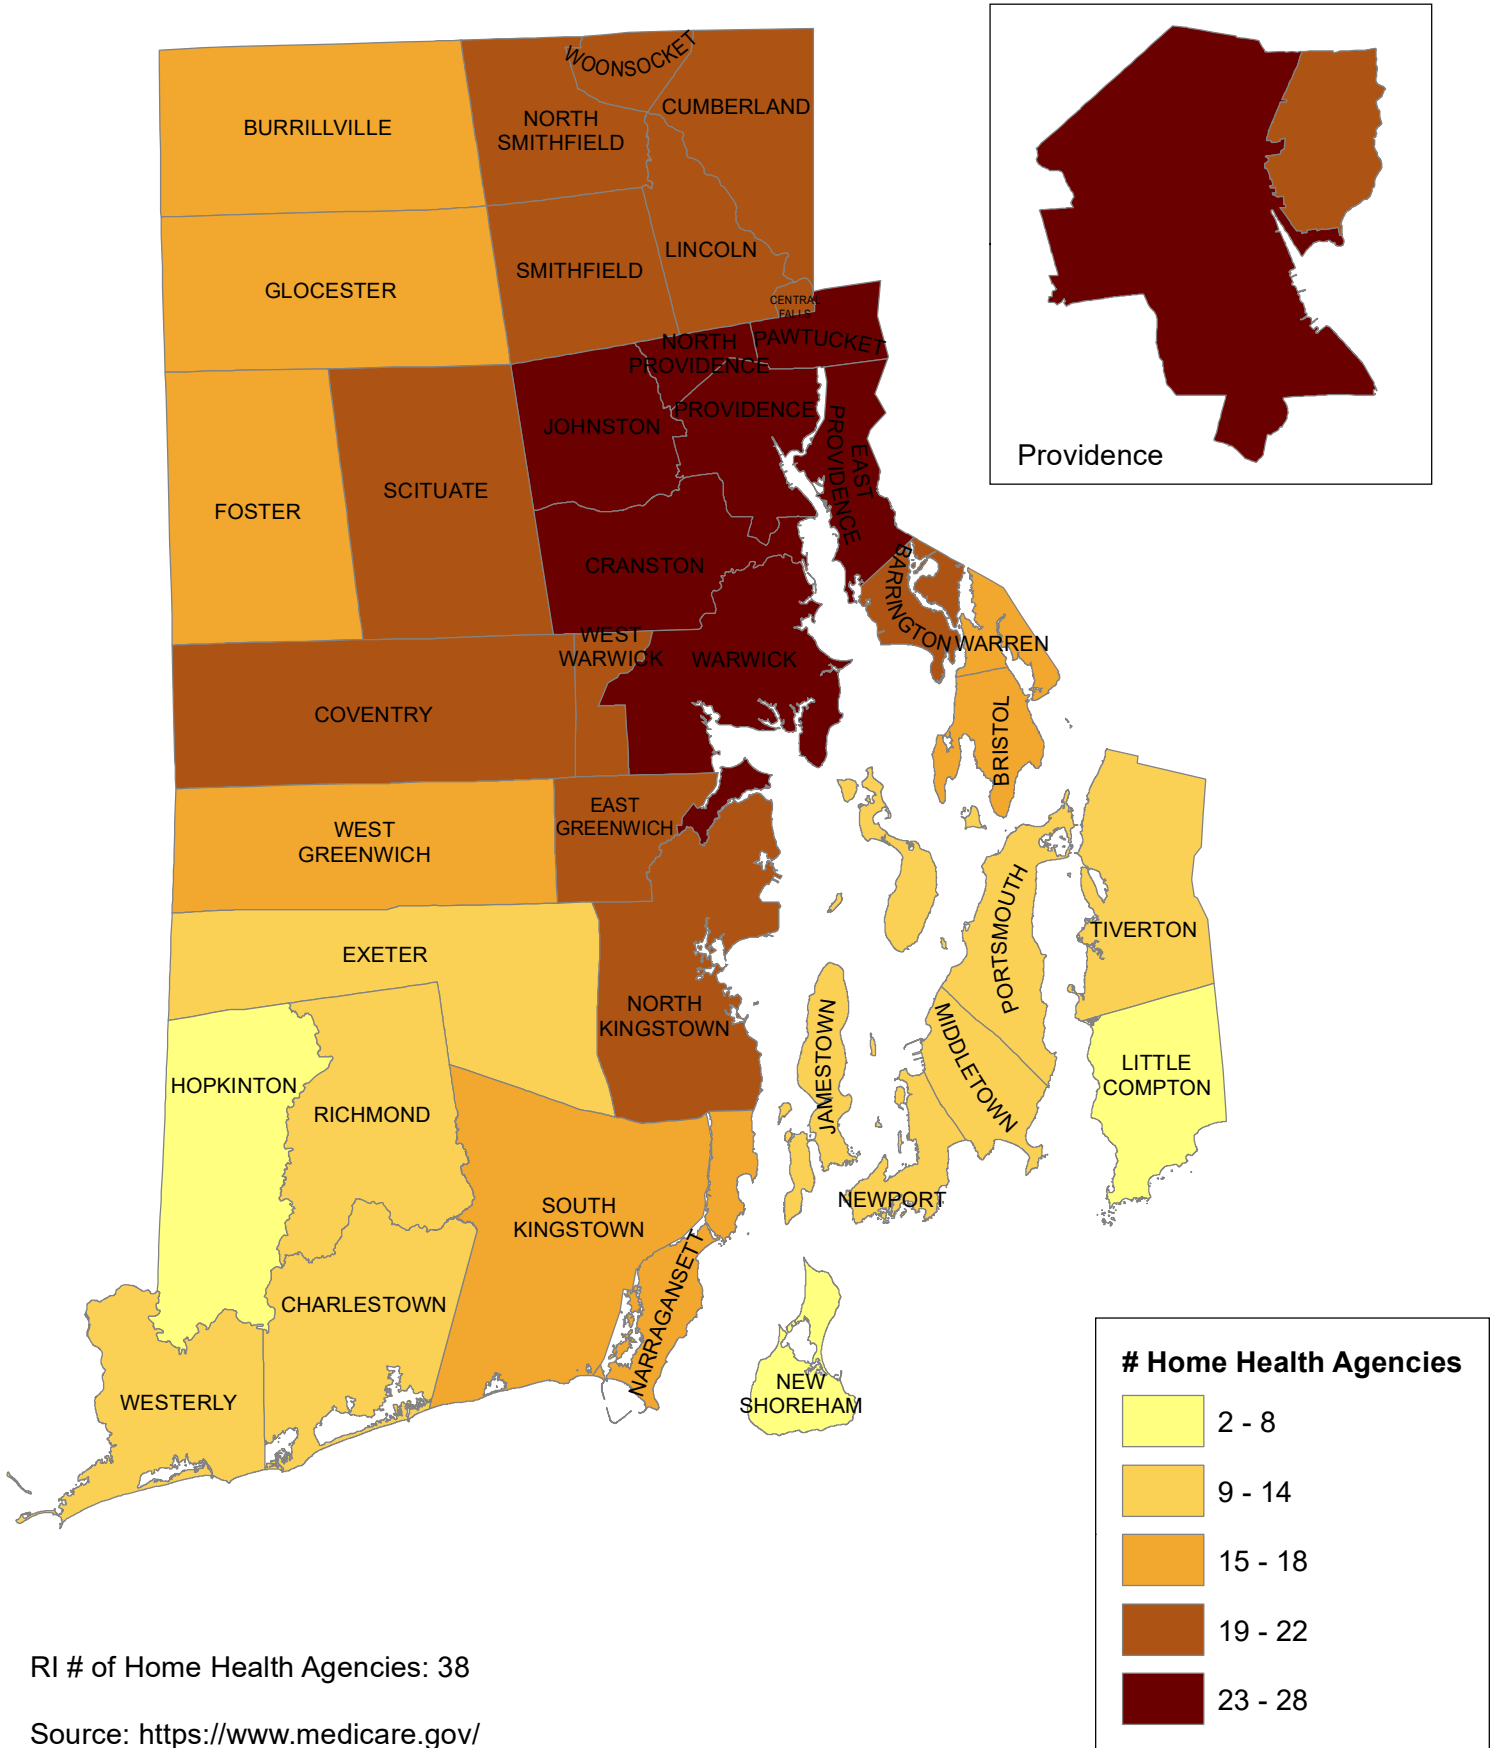 WOONSOCKET
BURRILLVILLE
NORTH
SMITHFIELD
CUMBERLAND
GLOCESTER
SMITHFIELD
LINCOLN
CENTRAL
FALLS
NORTH
PROVIDENCE
PAWTUCKET
FOSTER
SCITUATE
JOHNSTON
PROVIDENCE
EAST
PROVIDENCE
Providence
CRANSTON
BARRINGTON
WARREN
WEST
WARWICK
WARWICK
COVENTRY
BRISTOL
WEST
GREENWICH
EAST
GREENWICH
PORTSMOUTH
TIVERTON
EXETER
NORTH
KINGSTOWN
JAMESTOWN
MIDDLETOWN
LITTLE
COMPTON
HOPKINTON
RICHMOND
SOUTH
KINGSTOWN
NEWPORT
NARRAGANSETT
CHARLESTOWN
WESTERLY
NEW
SHOREHAM
# Home Health Agencies
2 - 8
9 - 14
15 - 18
19 - 22
23 - 28
RI # of Home Health Agencies: 38
Source: https://www.medicare.gov/